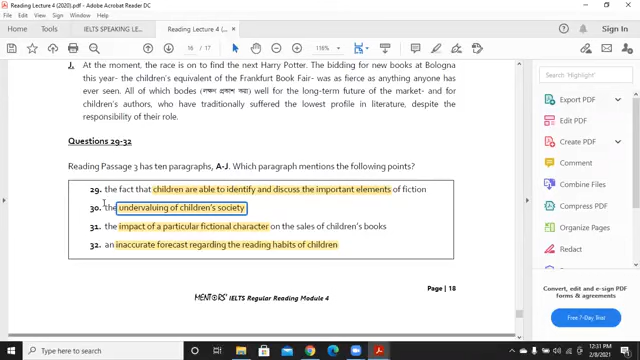 Reading Lecture 4 (2020).pdf - Adobe Acrobat Reader DC
File Edit View Sign Window Help
Home Tools IELTS SPEAKING LE... Reading Lecture 4 (... × Sign In
16 / 17 116%
J. At the moment, the race is on to find the next Harry Potter. The bidding for new books at Bologna
this year- the children's equivalent of the Frankfurt Book Fair- was as fierce as anything anyone has
ever seen. All of which bodes (লক্ষণ প্রকাশ করা) well for the long-term future of the market- and for
children's authors, who have traditionally suffered the lowest profile in literature, despite the
responsibility of their role.
Questions 29-32
Reading Passage 3 has ten paragraphs, A-J. Which paragraph mentions the following points?
29. the fact that children are able to identify and discuss the important elements of fiction
30. the undervaluing of children's society
31. the impact of a particular fictional character on the sales of children's books
32. an inaccurate forecast regarding the reading habits of children
Page | 18
MENTORS' IELTS Regular Reading Module 4
Search 'Highlight'
Export PDF
Edit PDF
Create PDF
Comment
Combine Files
Compress PDF
Organize Pages
Redact
Convert, edit and e-sign PDF
forms & agreements
Free 7-Day Trial
Type here to search
12:31 PM
2/8/2021